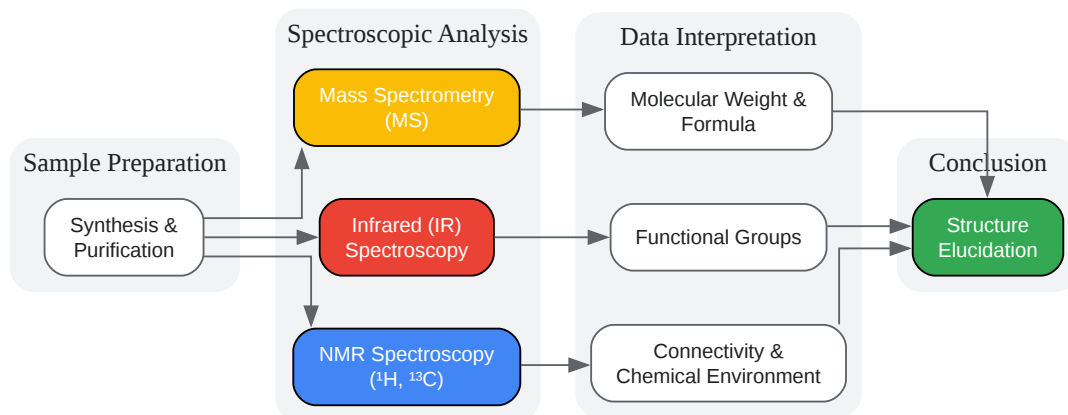 Spectroscopic Analysis
Data Interpretation
Mass Spectrometry
(MS)
Molecular Weight &
Formula
Sample Preparation
Conclusion
Synthesis &
Purification
Infrared (IR)
Spectroscopy
Functional Groups
Structure
Elucidation
NMR Spectroscopy
(¹H, ¹³C)
Connectivity &
Chemical Environment